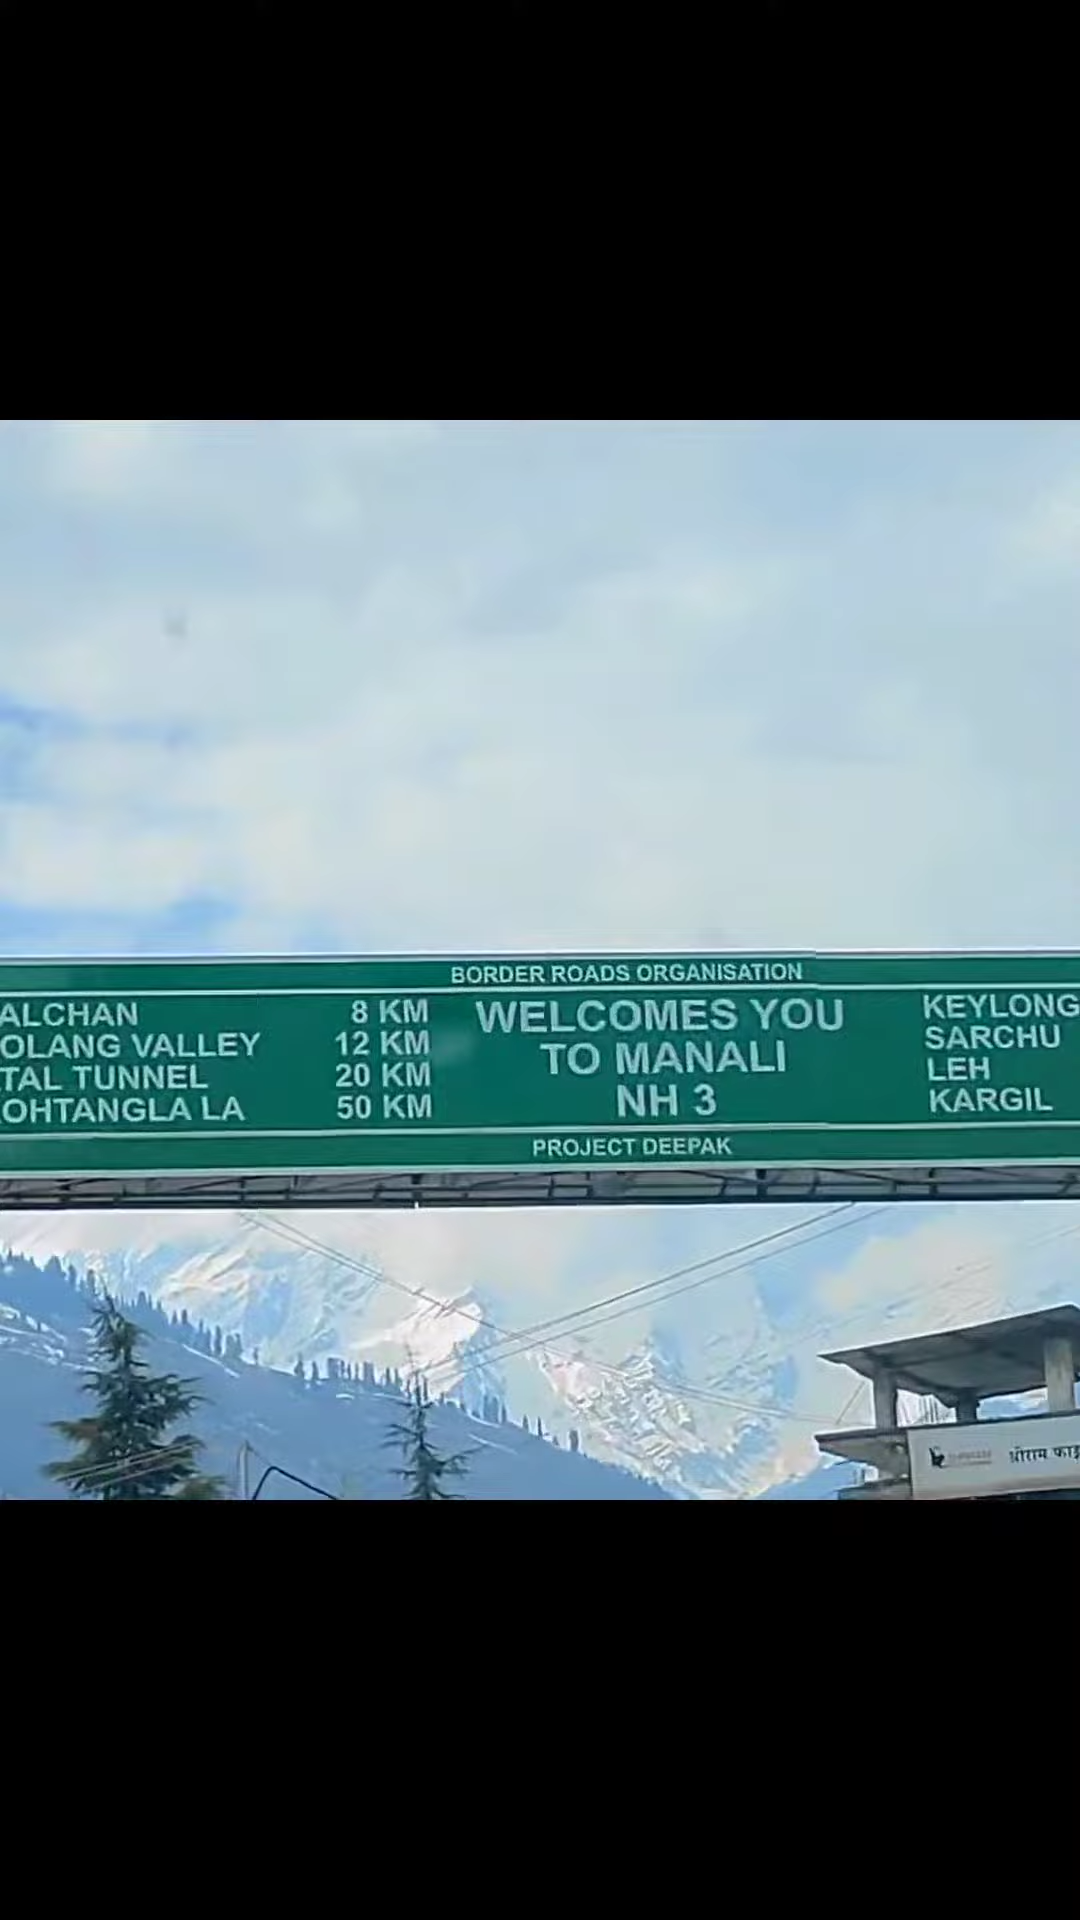 BORDER ROADS ORGANISATION
ALCHAN 8 KM
OLANG VALLEY 12 KM
TAL TUNNEL 20 KM
OHTANGLA LA 50 KM
WELCOMES YOU
TO MANALI
NH 3
KEYLONG
SARCHU
LEH
KARGIL
PROJECT DEEPAK
श्रीराम फाइ